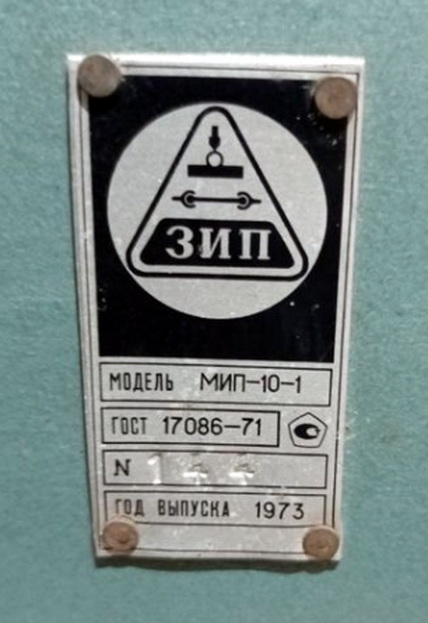 ЗИП
МОДЕЛЬ МИП-10-1
ГОСТ 17086-71
N 144
ГОД ВЫПУСКА 1973